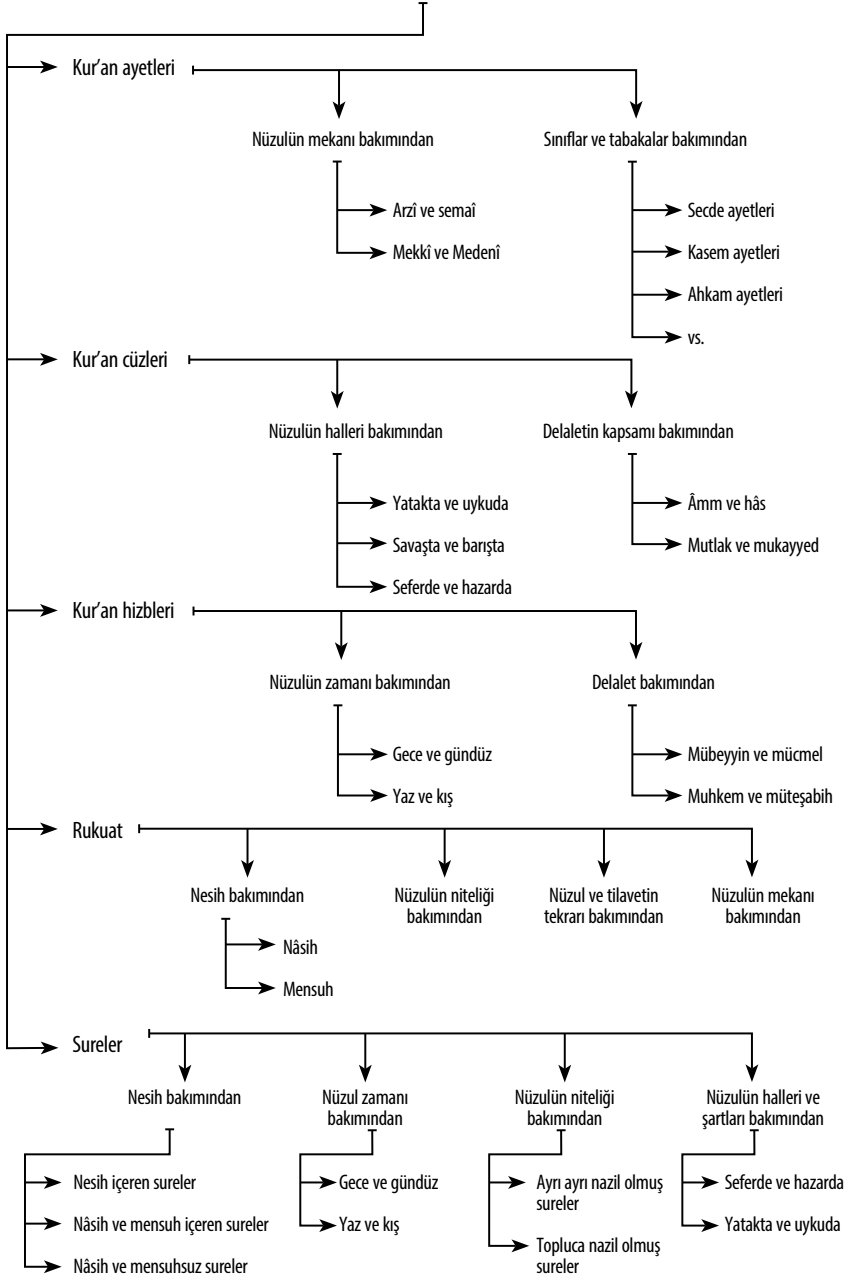 Kur'an ayetleri
Nüzulün mekanı bakımından
Sınıflar ve tabakalar bakımından
Arzî ve semaî
Secde ayetleri
Mekkî ve Medenî
Kasem ayetleri
Ahkam ayetleri
vs.
Kur'an cüzleri
Nüzulün halleri bakımından
Delaletin kapsamı bakımından
Yatakta ve uykuda
Âmm ve hâs
Savaşta ve barışta
Mutlak ve mukayyed
Seferde ve hazarda
Kur'an hizbleri
Nüzulün zamanı bakımından
Delalet bakımından
Gece ve gündüz
Mübeyyin ve mücmel
Yaz ve kış
Muhkem ve müteşabih
Rukuat
Nesih bakımından
Nüzulün niteliği
bakımından
Nüzul ve tilavetin
tekrarı bakımından
Nüzulün mekanı
bakımından
Nâsih
Mensuh
Sureler
Nesih bakımından
Nüzul zamanı
bakımından
Nüzulün niteliği
bakımından
Nüzulün halleri ve
şartları bakımından
Nesih içeren sureler
Gece ve gündüz
Ayrı ayrı nazil olmuş
sureler
Seferde ve hazarda
Nâsih ve mensuh içeren sureler
Yaz ve kış
Yatakta ve uykuda
Nâsih ve mensuhsuz sureler
Topluca nazil olmuş
sureler